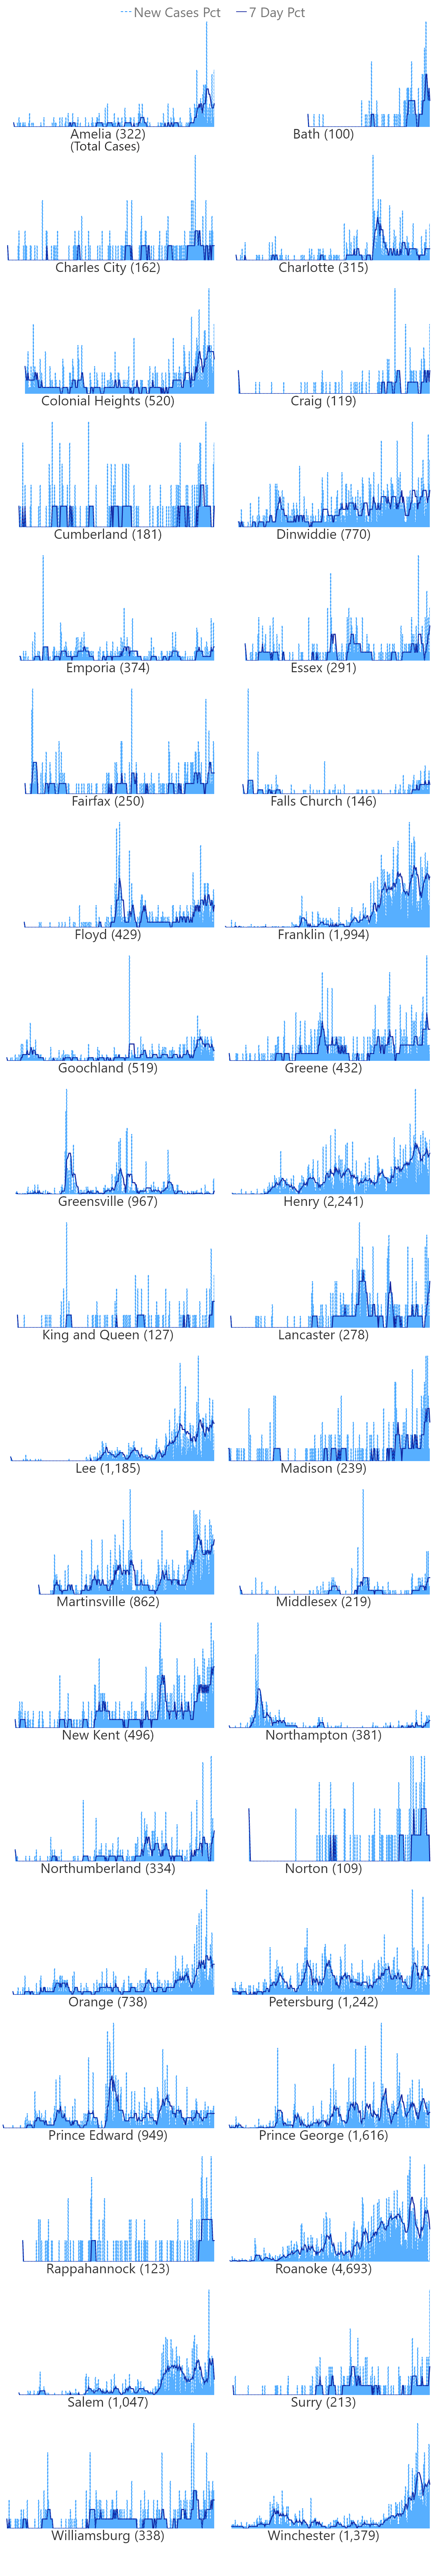 New Cases Pct 7 Day Pct
Amelia (322) Bath (100)
(Total Cases)
Charles City (162) Charlotte (315)
Colonial Heights (520) Craig (119)
Cumberland (181) Dinwiddie (770)
Emporia (374) Essex (291)
Fairfax (250) Falls Church (146)
Floyd (429) Franklin (1,994)
Goochland (519) Greene (432)
Greensville (967) Henry (2,241)
King and Queen (127) Lancaster (278)
Lee (1,185) Madison (239)
Martinsville (862) Middlesex (219)
New Kent (496) Northampton (381)
Northumberland (334) Norton (109)
Orange (738) Petersburg (1,242)
Prince Edward (949) Prince George (1,616)
Rappahannock (123) Roanoke (4,693)
Salem (1,047) Surry (213)
Williamsburg (338) Winchester (1,379)